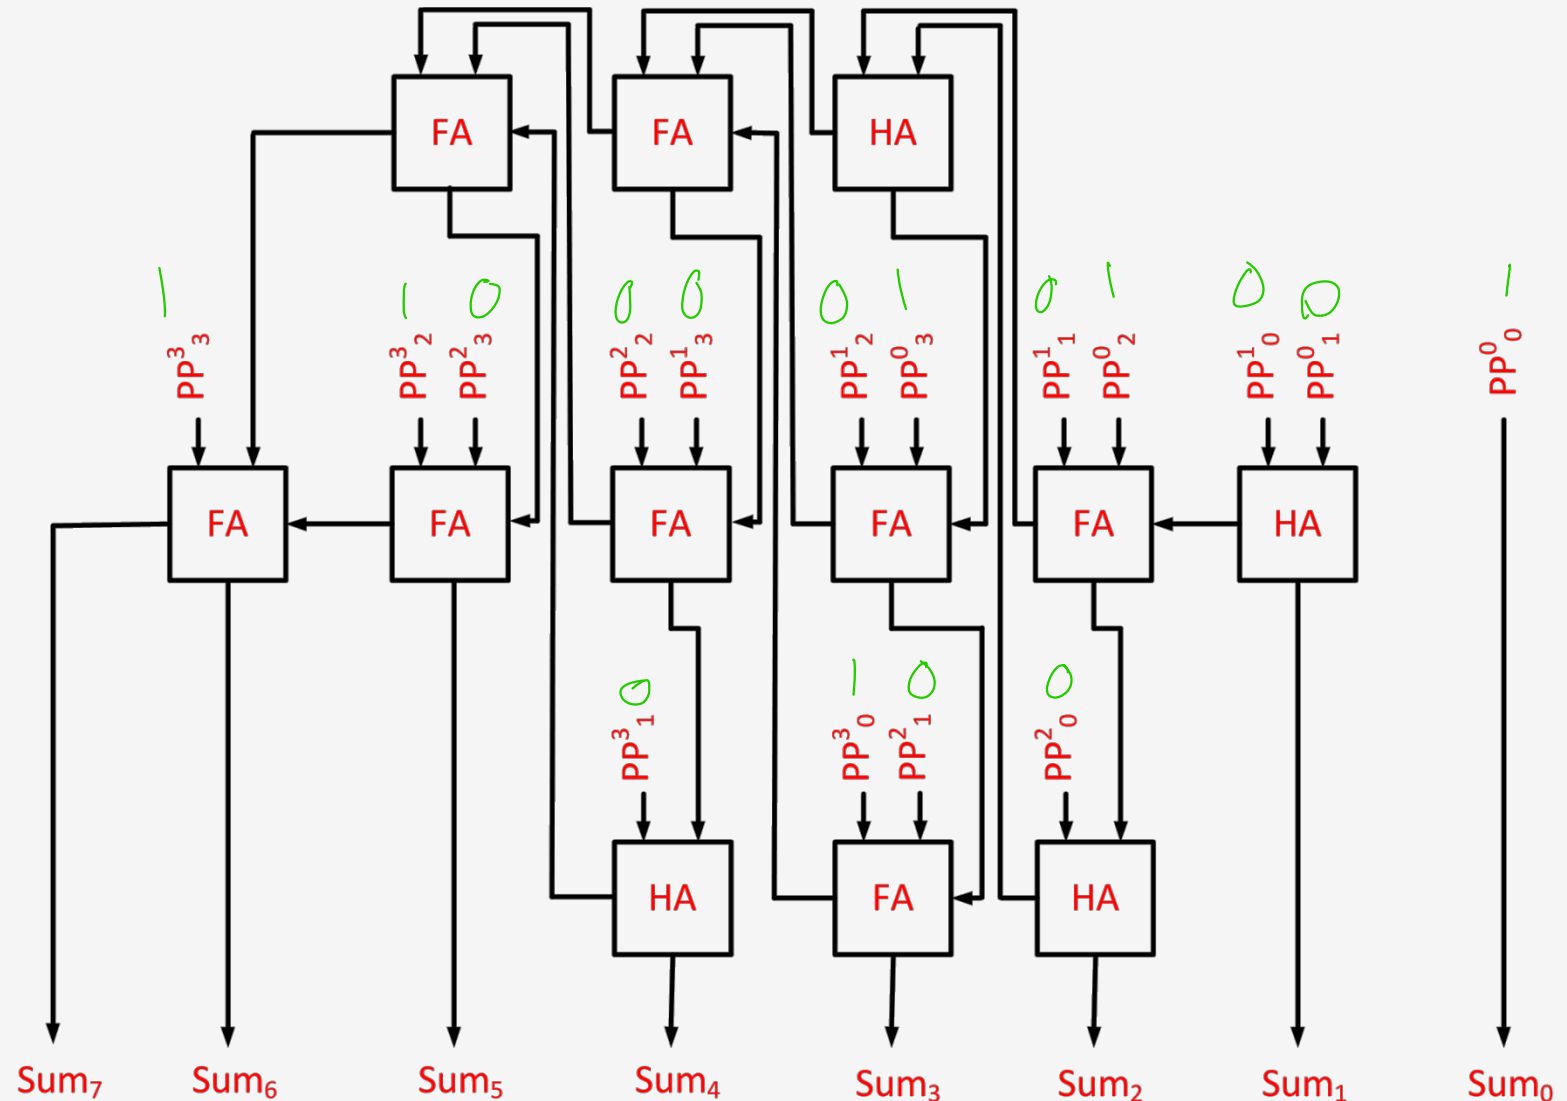 FA FA HA
1 1 0 0 0 0 1 0 1 0 0 1
PP³₃ PP³₂ PP²₃ PP²₂ PP¹₃ PP¹₂ PP⁰₃ PP¹₁ PP⁰₂ PP¹₀ PP⁰₁ PP⁰₀
FA FA FA FA FA HA
0 1 0 0
PP³₁ PP³₀ PP²₁ PP²₀
HA FA HA
Sum₇ Sum₆ Sum₅ Sum₄ Sum₃ Sum₂ Sum₁ Sum₀